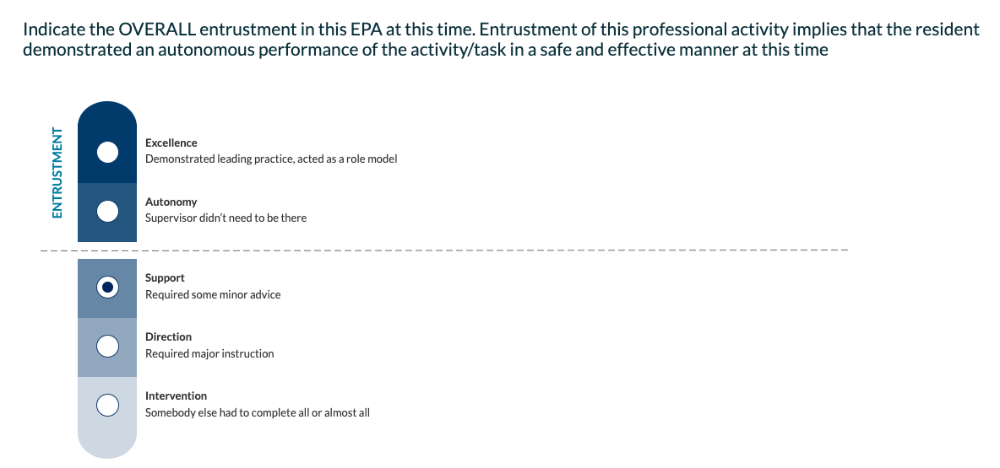 Indicate the OVERALL entrustment in this EPA at this time. Entrustment of this professional activity implies that the resident
demonstrated an autonomous performance of the activity/task in a safe and effective manner at this time
ENTRUSTMENT
Excellence
Demonstrated leading practice, acted as a role model
Autonomy
Supervisor didn't need to be there
Support
Required some minor advice
Direction
Required major instruction
Intervention
Somebody else had to complete all or almost all